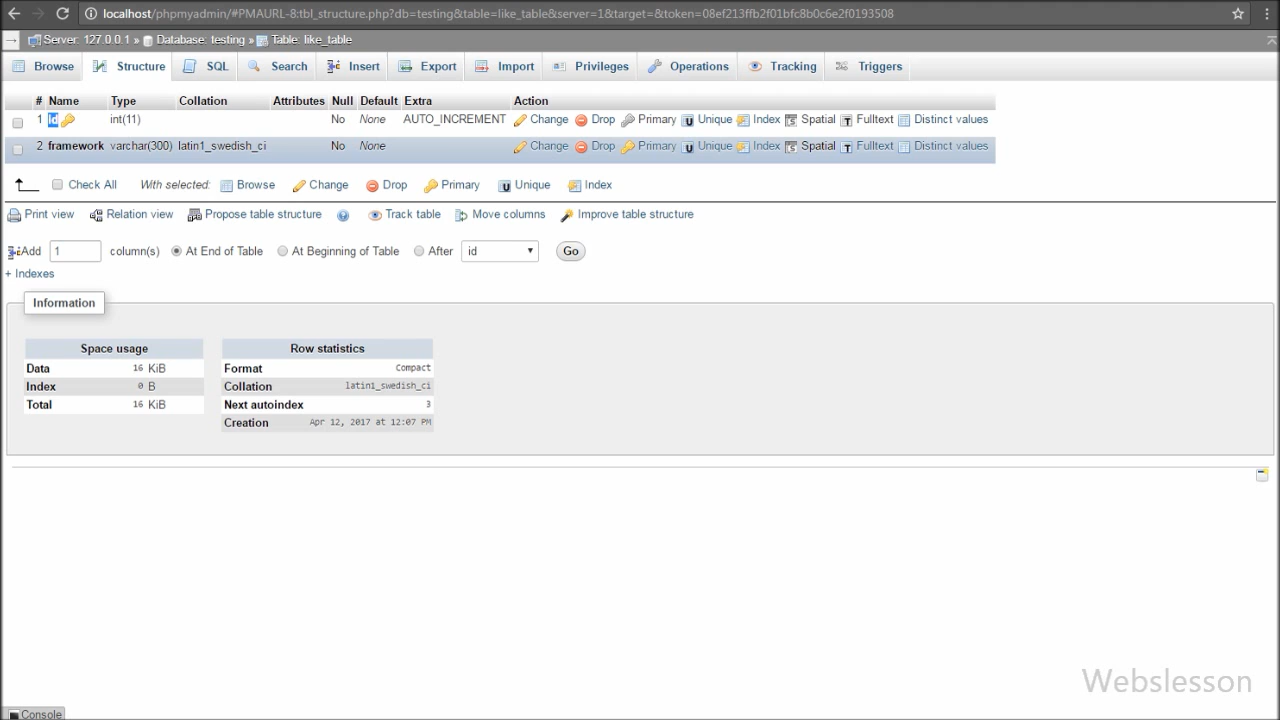 localhost/phpmyadmin/#PMAURL-8:tbl_structure.php?db=testing&table=like_table&server=1&target=&token=08ef213ffb2f01bfc8b0c6e2f0193508
Server: 127.0.0.1 » Database: testing » Table: like_table
Browse Structure SQL Search Insert Export Import Privileges Operations Tracking Triggers
# Name Type Collation Attributes Null Default Extra Action
1 id int(11) No None AUTO_INCREMENT Change Drop Primary Unique Index Spatial Fulltext Distinct values
2 framework varchar(300) latin1_swedish_ci No None Change Drop Primary Unique Index Spatial Fulltext Distinct values
Check All With selected: Browse Change Drop Primary Unique Index
Print view Relation view Propose table structure Track table Move columns Improve table structure
Add 1 column(s) At End of Table At Beginning of Table After id Go
+ Indexes
Information
Space usage Row statistics
Data 16 KiB Format Compact
Index 0 B Collation latin1_swedish_ci
Total 16 KiB Next autoindex 3
Creation Apr 12, 2017 at 12:07 PM
Webslesson
Console